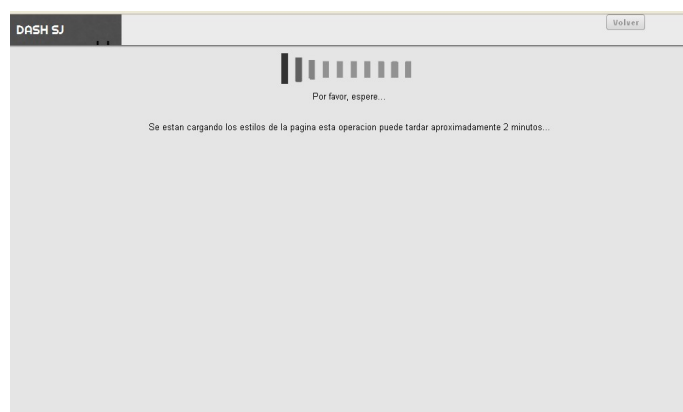 DASH SJ
Volver
Por favor, espere...
Se estan cargando los estilos de la pagina esta operacion puede tardar aproximadamente 2 minutos...